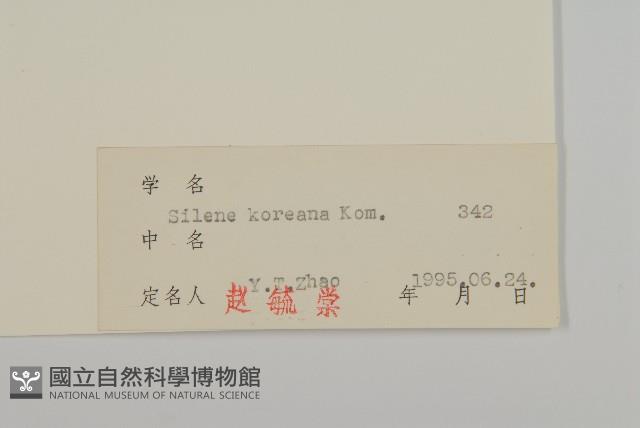 学 名
Silene koreana Kom. 342
中 名
Y.T.Zhao 1995.06.24.
定名人 赵毓棠 年 月 日
國立自然科學博物館
NATIONAL MUSEUM OF NATURAL SCIENCE